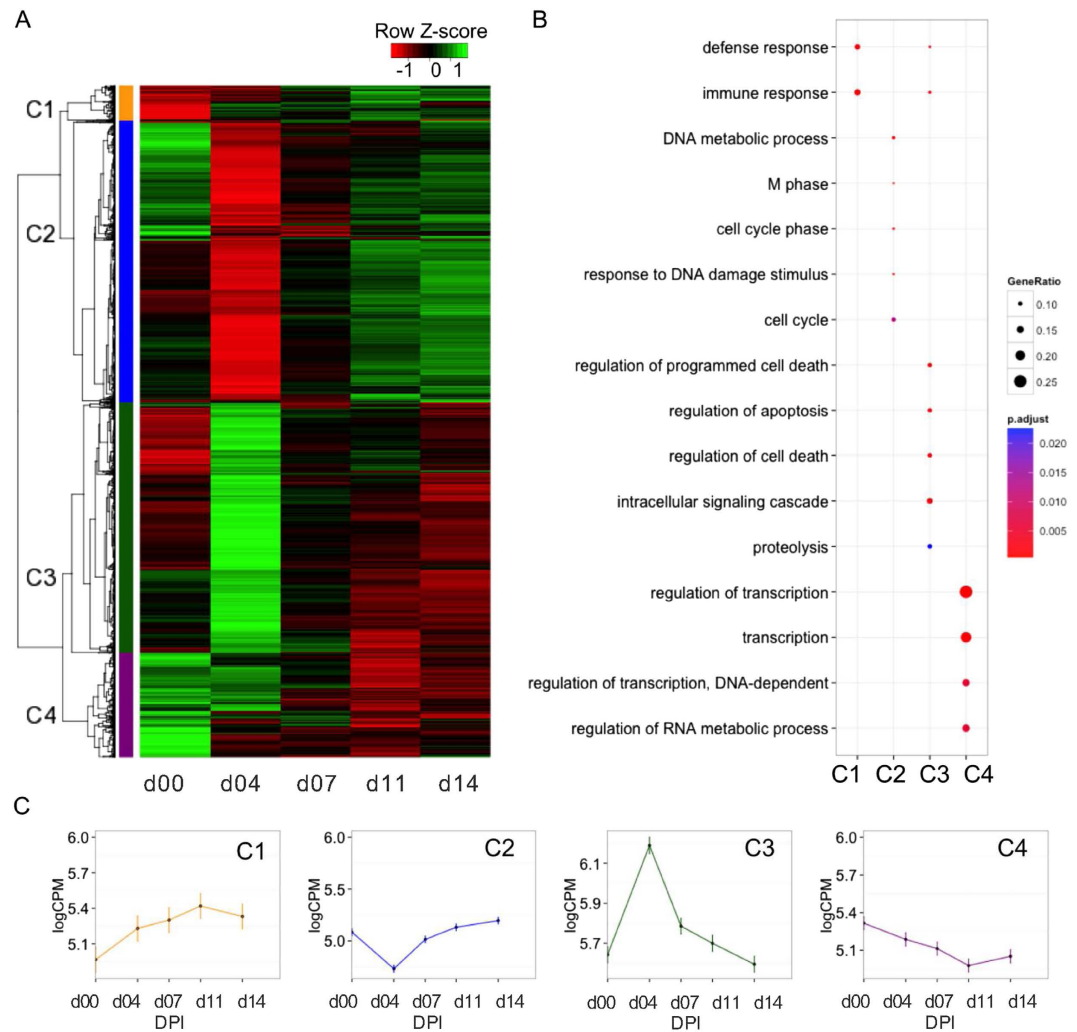 A
Row Z-score
-1 0 1
C1
C2
C3
C4
d00 d04 d07 d11 d14
B
defense response
immune response
DNA metabolic process
M phase
cell cycle phase
response to DNA damage stimulus
cell cycle
regulation of programmed cell death
regulation of apoptosis
regulation of cell death
intracellular signaling cascade
proteolysis
regulation of transcription
transcription
regulation of transcription, DNA-dependent
regulation of RNA metabolic process
C1 C2 C3 C4
GeneRatio
0.10
0.15
0.20
0.25
p.adjust
0.020
0.015
0.010
0.005
C
C1
logCPM
6.0
5.7
5.4
5.1
d00 d04 d07 d11 d14
DPI
C2
logCPM
6.0
5.5
5.0
d00 d04 d07 d11 d14
DPI
C3
logCPM
6.1
5.9
5.7
d00 d04 d07 d11 d14
DPI
C4
logCPM
6.0
5.7
5.4
5.1
d00 d04 d07 d11 d14
DPI